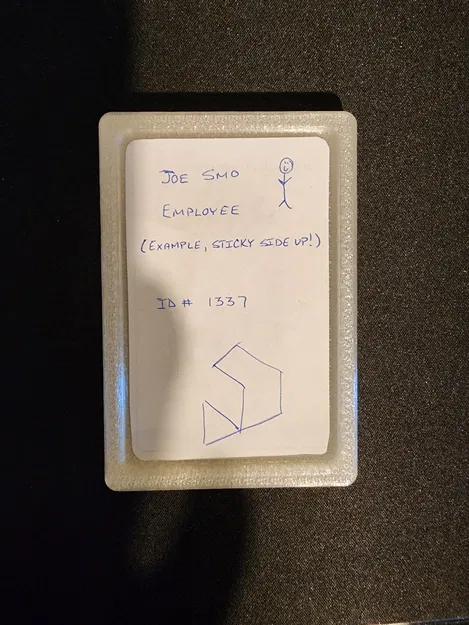 JOE SMO
EMPLOYEE
(EXAMPLE, STICKY SIDE UP!)
ID # 1337